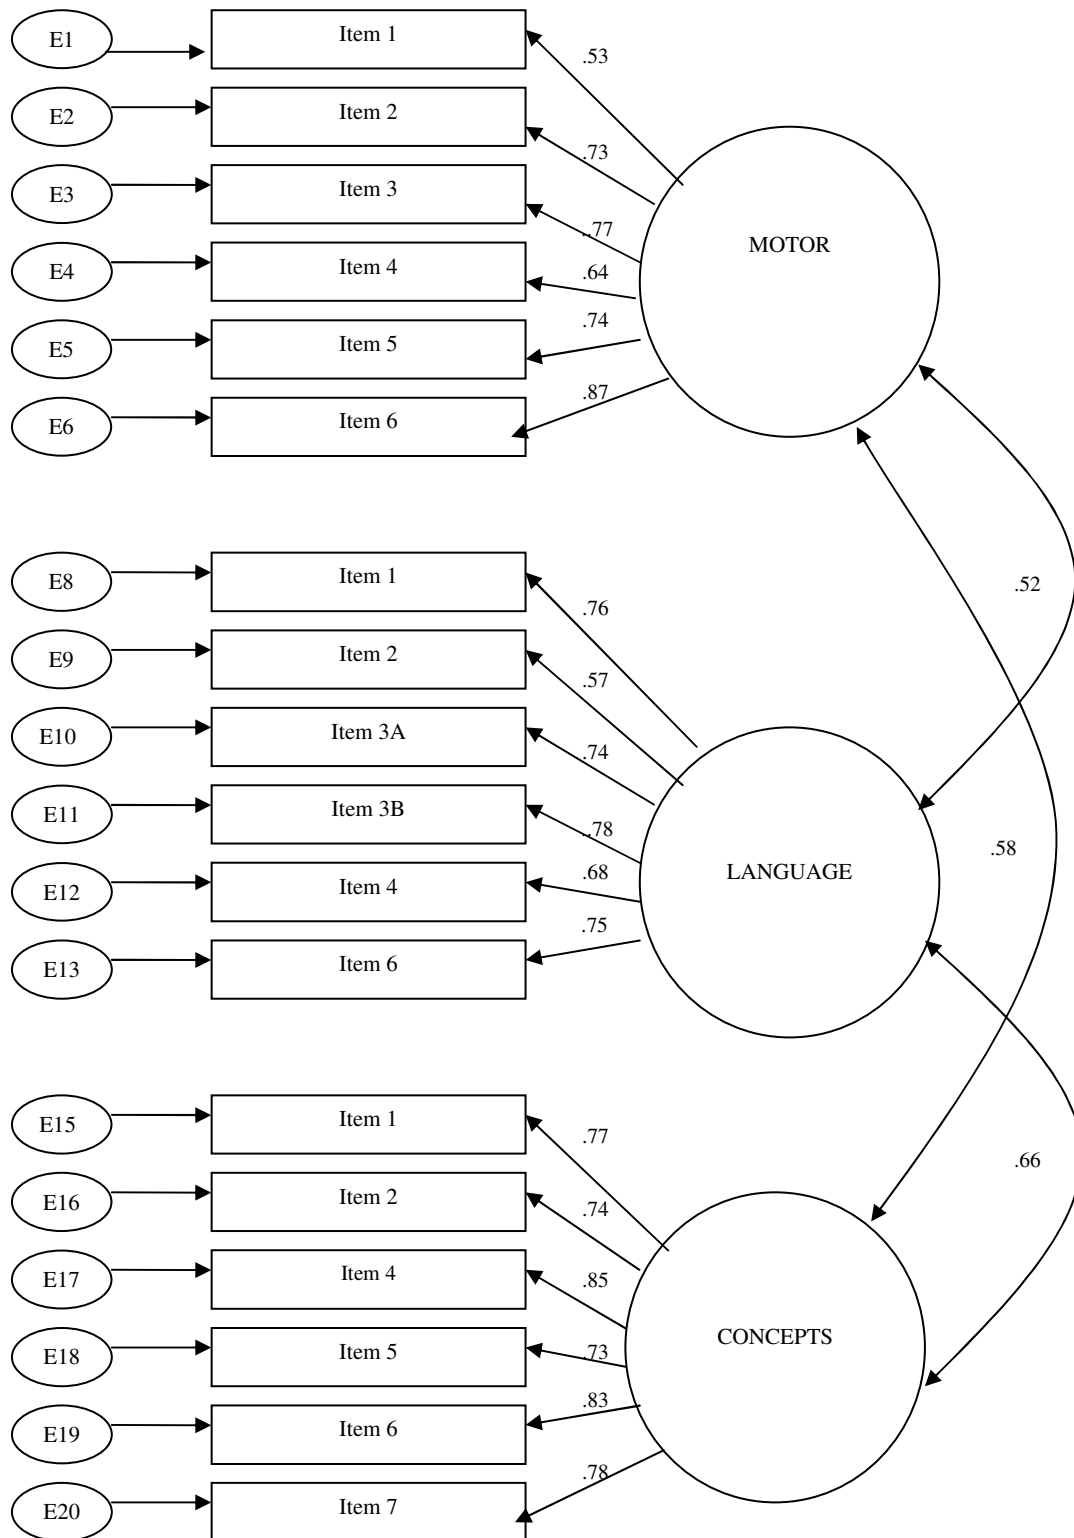 E1 Item 1 .53
E2 Item 2 .73
E3 Item 3 ..77
MOTOR
E4 Item 4 .64
E5 Item 5 .74
E6 Item 6 .87
.52
E8 Item 1 .76
E9 Item 2 .57
E10 Item 3A .74
E11 Item 3B ..78
.58
LANGUAGE
E12 Item 4 .68
E13 Item 6 .75
E15 Item 1 .77
.66
E16 Item 2 .74
E17 Item 4 .85
CONCEPTS
E18 Item 5 .73
E19 Item 6 .83
E20 Item 7 .78